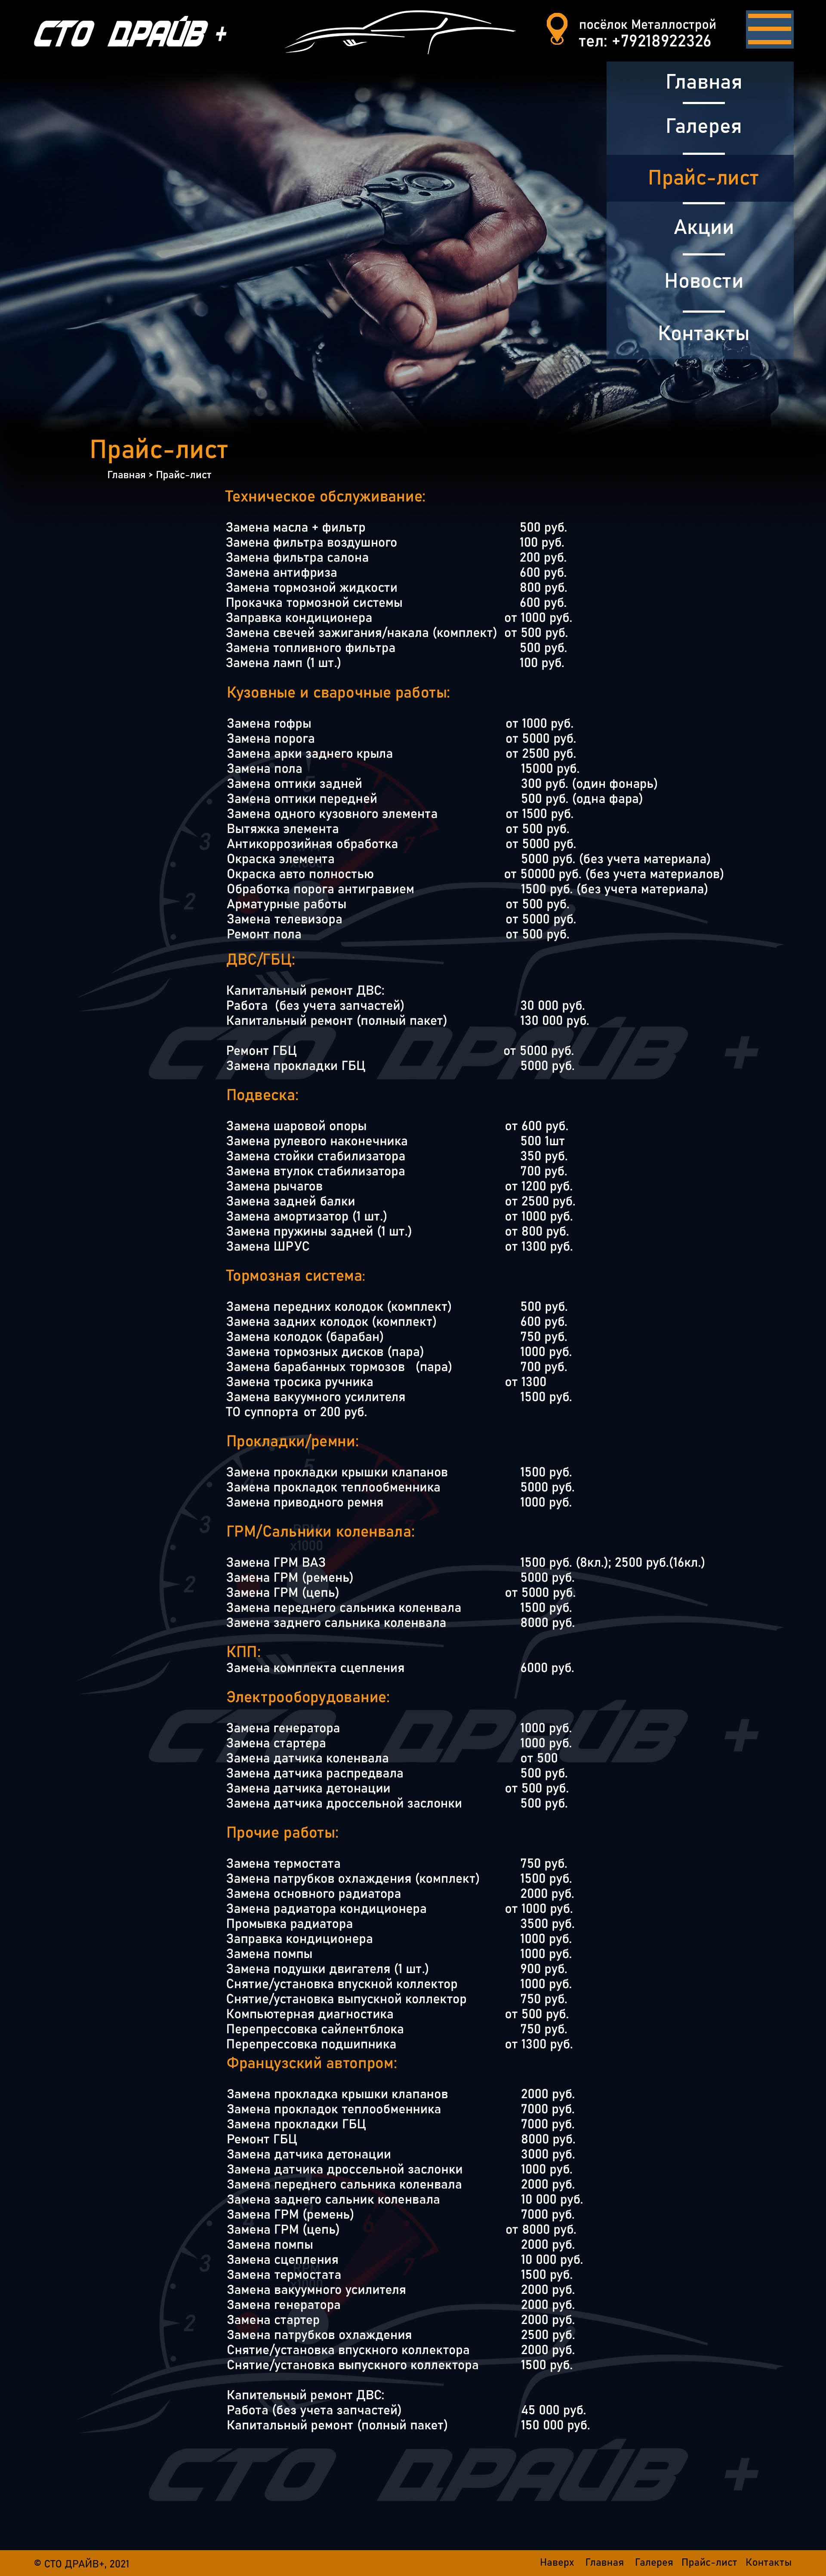 СТО ДРАЙВ +
посёлок Металлострой
тел: +79218922326
Главная
Галерея
Прайс-лист
Акции
Новости
Контакты
Прайс-лист
Главная > Прайс-лист
Техническое обслуживание:
Замена масла + фильтр 500 руб.
Замена фильтра воздушного 100 руб.
Замена фильтра салона 200 руб.
Замена антифриза 600 руб.
Замена тормозной жидкости 800 руб.
Прокачка тормозной системы 600 руб.
Заправка кондиционера от 1000 руб.
Замена свечей зажигания/накала (комплект) от 500 руб.
Замена топливного фильтра 500 руб.
Замена ламп (1 шт.) 100 руб.
Кузовные и сварочные работы:
Замена гофры от 1000 руб.
Замена порога от 5000 руб.
Замена арки заднего крыла от 2500 руб.
Замена пола 15000 руб.
Замена оптики задней 300 руб. (один фонарь)
Замена оптики передней 500 руб. (одна фара)
Замена одного кузовного элемента от 1500 руб.
Вытяжка элемента от 500 руб.
Антикоррозийная обработка от 5000 руб.
Окраска элемента 5000 руб. (без учета материала)
Окраска авто полностью от 50000 руб. (без учета материалов)
Обработка порога антигравием 1500 руб. (без учета материала)
Арматурные работы от 500 руб.
Замена телевизора от 5000 руб.
Ремонт пола от 500 руб.
ДВС/ГБЦ:
Капитальный ремонт ДВС:
Работа (без учета запчастей) 30 000 руб.
Капитальный ремонт (полный пакет) 130 000 руб.
Ремонт ГБЦ от 5000 руб.
Замена прокладки ГБЦ 5000 руб.
СТО ДРАЙВ +
Подвеска:
Замена шаровой опоры от 600 руб.
Замена рулевого наконечника 500 1шт
Замена стойки стабилизатора 350 руб.
Замена втулок стабилизатора 700 руб.
Замена рычагов от 1200 руб.
Замена задней балки от 2500 руб.
Замена амортизатор (1 шт.) от 1000 руб.
Замена пружины задней (1 шт.) от 800 руб.
Замена ШРУС от 1300 руб.
Тормозная система:
Замена передних колодок (комплект) 500 руб.
Замена задних колодок (комплект) 600 руб.
Замена колодок (барабан) 750 руб.
Замена тормозных дисков (пара) 1000 руб.
Замена барабанных тормозов (пара) 700 руб.
Замена тросика ручника от 1300
Замена вакуумного усилителя 1500 руб.
ТО суппорта от 200 руб.
Прокладки/ремни:
Замена прокладки крышки клапанов 1500 руб.
Замена прокладок теплообменника 5000 руб.
Замена приводного ремня 1000 руб.
ГРМ/Сальники коленвала:
x1000
Замена ГРМ ВАЗ 1500 руб. (8кл.); 2500 руб.(16кл.)
Замена ГРМ (ремень) 5000 руб.
Замена ГРМ (цепь) от 5000 руб.
Замена переднего сальника коленвала 1500 руб.
Замена заднего сальника коленвала 8000 руб.
КПП:
Замена комплекта сцепления 6000 руб.
Электрооборудование:
Замена генератора 1000 руб.
Замена стартера 1000 руб.
Замена датчика коленвала от 500
Замена датчика распредвала 500 руб.
Замена датчика детонации от 500 руб.
Замена датчика дроссельной заслонки 500 руб.
СТО ДРАЙВ +
Прочие работы:
Замена термостата 750 руб.
Замена патрубков охлаждения (комплект) 1500 руб.
Замена основного радиатора 2000 руб.
Замена радиатора кондиционера от 1000 руб.
Промывка радиатора 3500 руб.
Заправка кондиционера 1000 руб.
Замена помпы 1000 руб.
Замена подушки двигателя (1 шт.) 900 руб.
Снятие/установка впускной коллектор 1000 руб.
Снятие/установка выпускной коллектор 750 руб.
Компьютерная диагностика от 500 руб.
Перепрессовка сайлентблока 750 руб.
Перепрессовка подшипника от 1300 руб.
Французский автопром:
Замена прокладка крышки клапанов 2000 руб.
Замена прокладок теплообменника 7000 руб.
Замена прокладки ГБЦ 7000 руб.
Ремонт ГБЦ 8000 руб.
Замена датчика детонации 3000 руб.
Замена датчика дроссельной заслонки 1000 руб.
Замена переднего сальника коленвала 2000 руб.
Замена заднего сальник коленвала 10 000 руб.
Замена ГРМ (ремень) 7000 руб.
Замена ГРМ (цепь) от 8000 руб.
Замена помпы 2000 руб.
Замена сцепления 10 000 руб.
Замена термостата 1500 руб.
Замена вакуумного усилителя 2000 руб.
Замена генератора 2000 руб.
Замена стартер 2000 руб.
Замена патрубков охлаждения 2500 руб.
Снятие/установка впускного коллектора 2000 руб.
Снятие/установка выпускного коллектора 1500 руб.
Капительный ремонт ДВС:
Работа (без учета запчастей) 45 000 руб.
Капитальный ремонт (полный пакет) 150 000 руб.
СТО ДРАЙВ +
© СТО ДРАЙВ+, 2021
Наверх Главная Галерея Прайс-лист Контакты